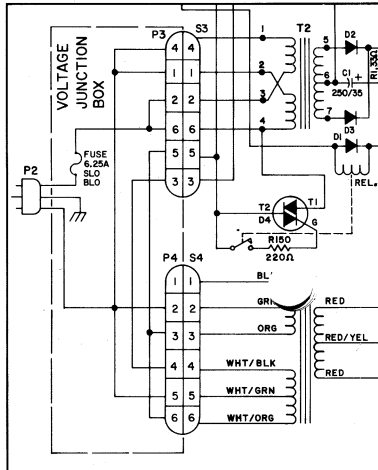 P3 S3
T2
D2
R1,33Ω
C1
+
250/35
D3
D1
REL.
VOLTAGE
JUNCTION
BOX
4 4
1 1
2 2
6 6
5 5
3 3
1
2
3
4
5
6
7
P2
FUSE
6.25A
SLO
BLO
T2
T1
D4
G
R150
220Ω
P4 S4
1 1
2 2
3 3
4 4
5 5
6 6
ORG
WHT/BLK
WHT/GRN
WHT/ORG
RED
RED/YEL
RED